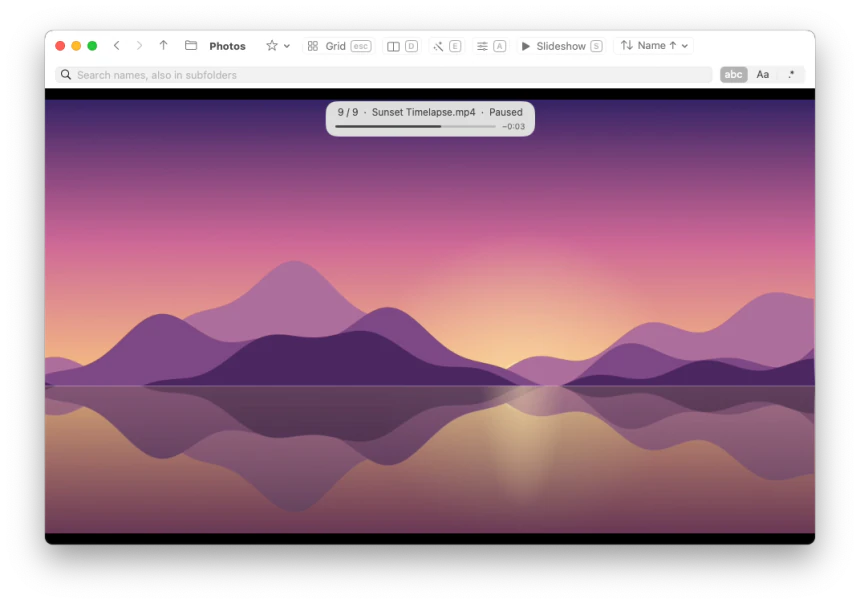 Photos Grid esc D E A Slideshow S Name ↑
Search names, also in subfolders abc Aa .*
9 / 9 · Sunset Timelapse.mp4 · Paused
−0:03